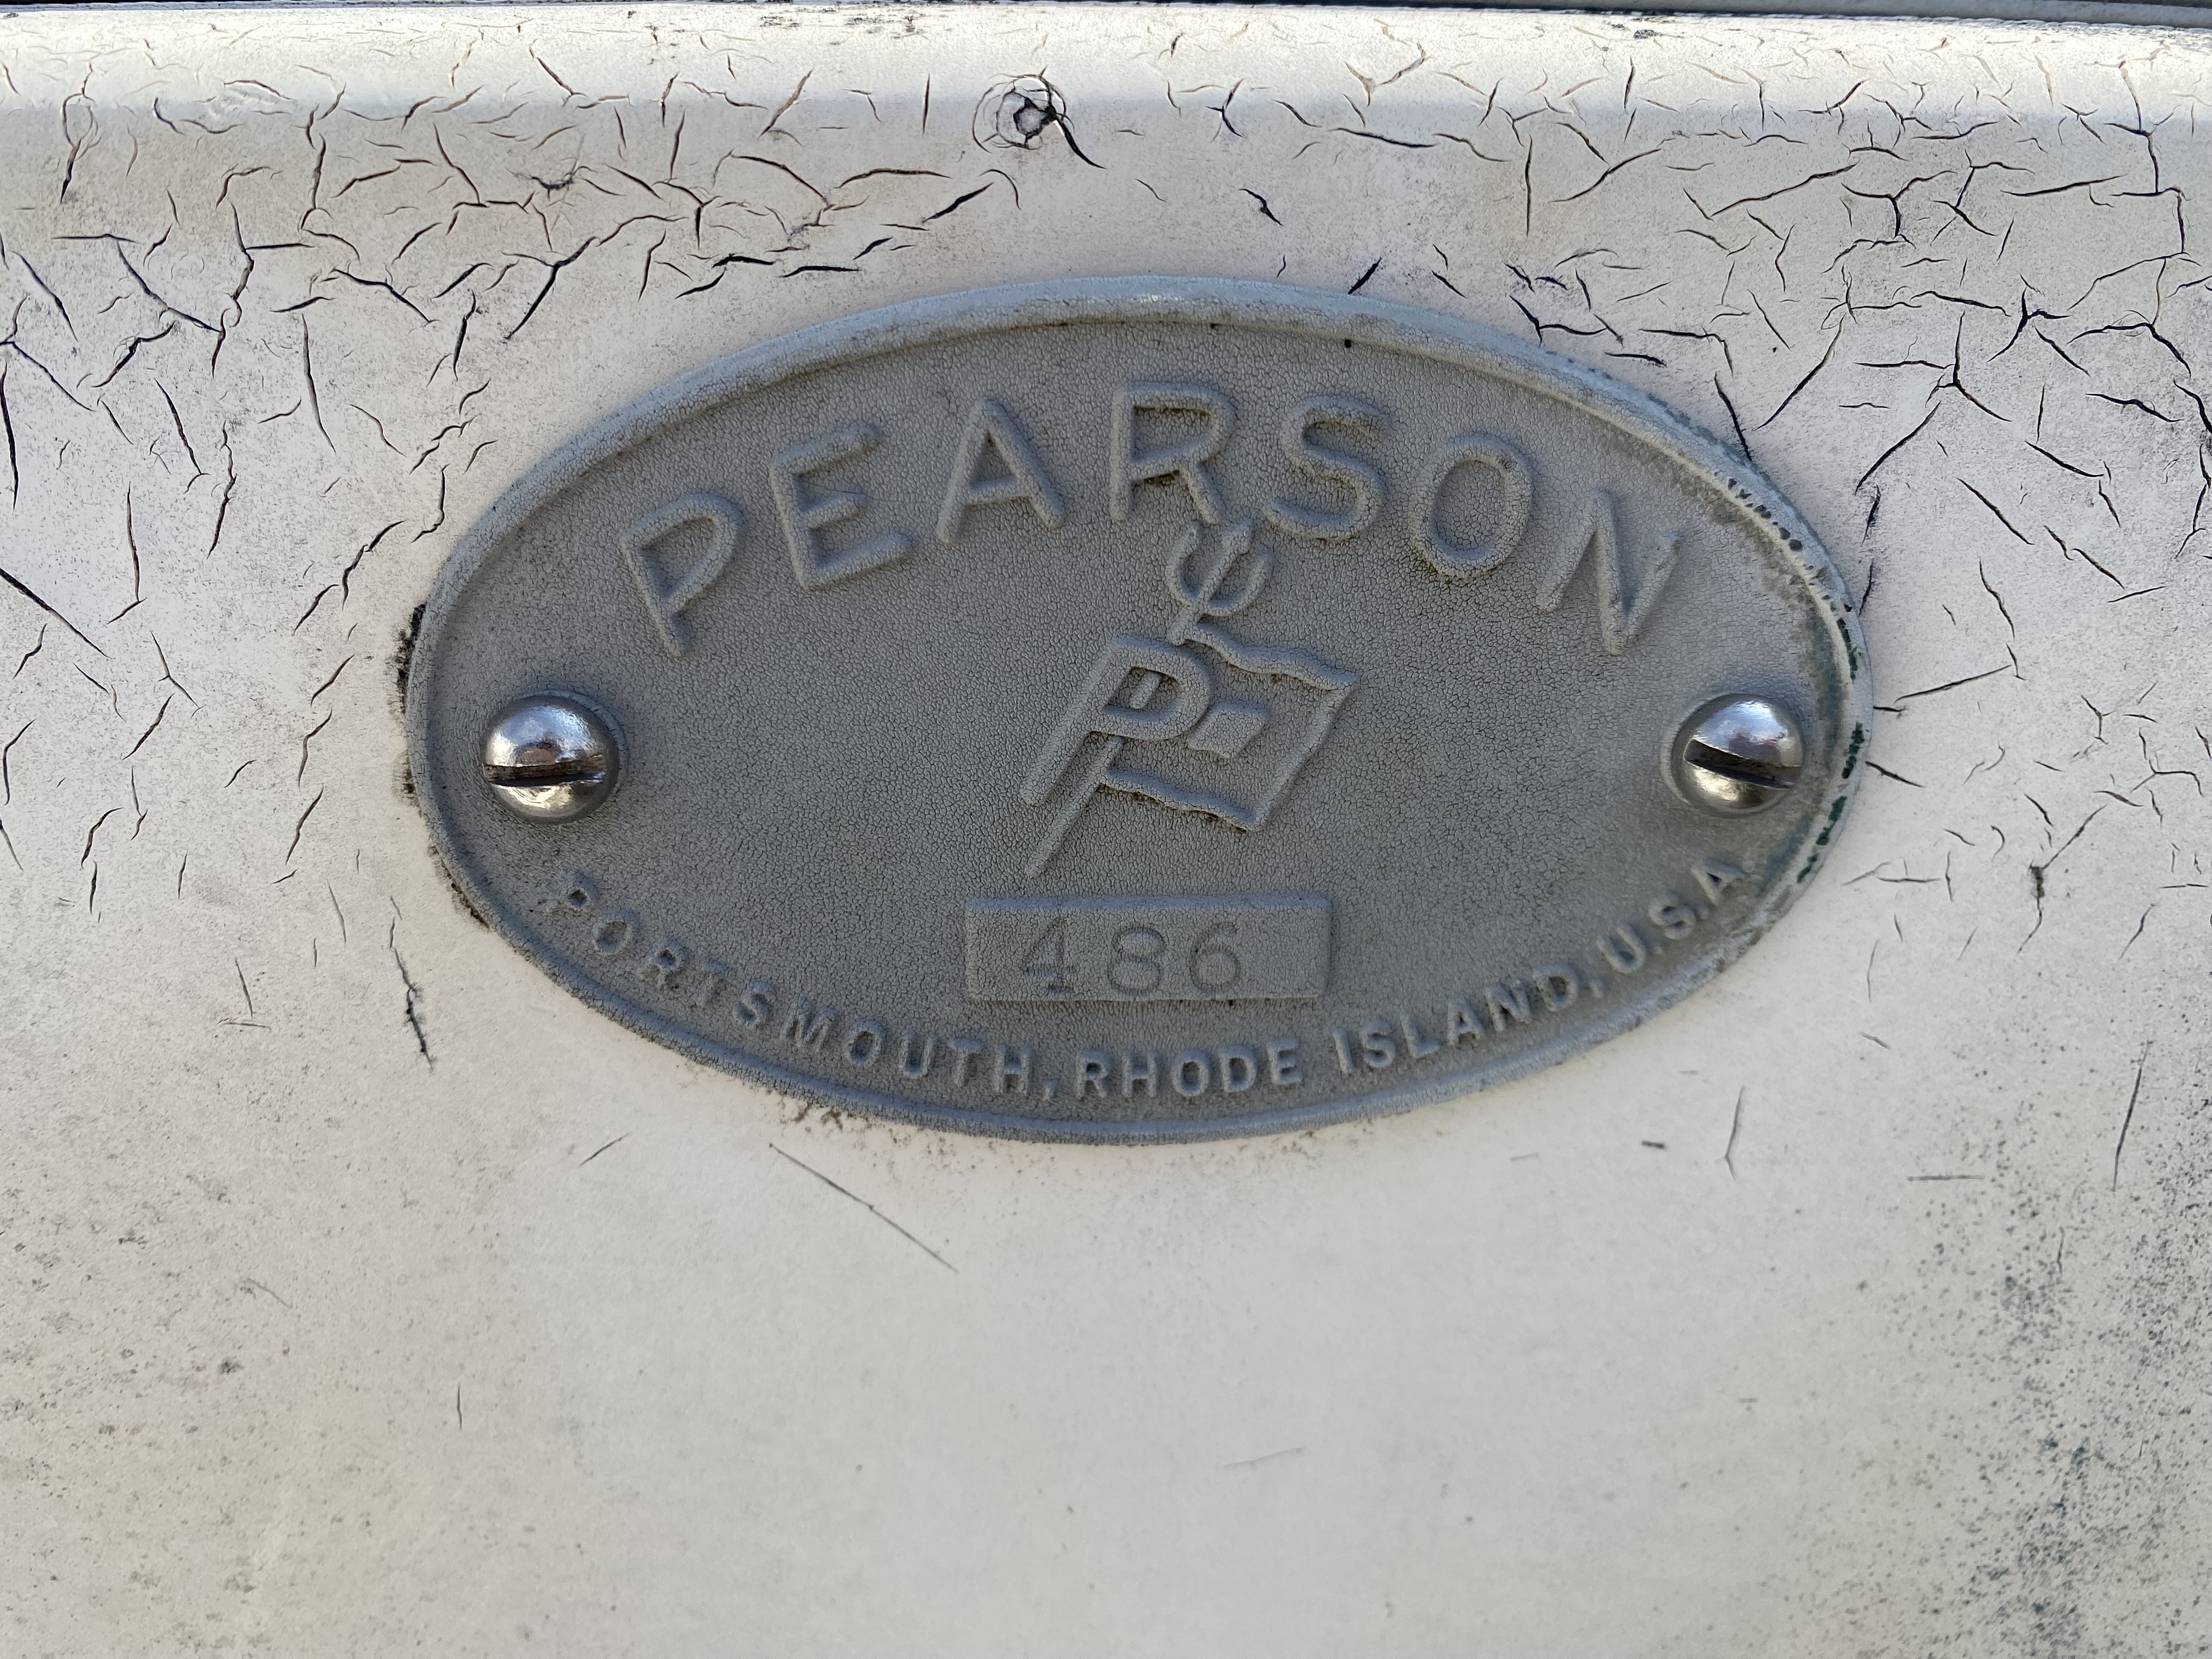 PEARSON
P
486
PORTSMOUTH, RHODE ISLAND, U.S.A.